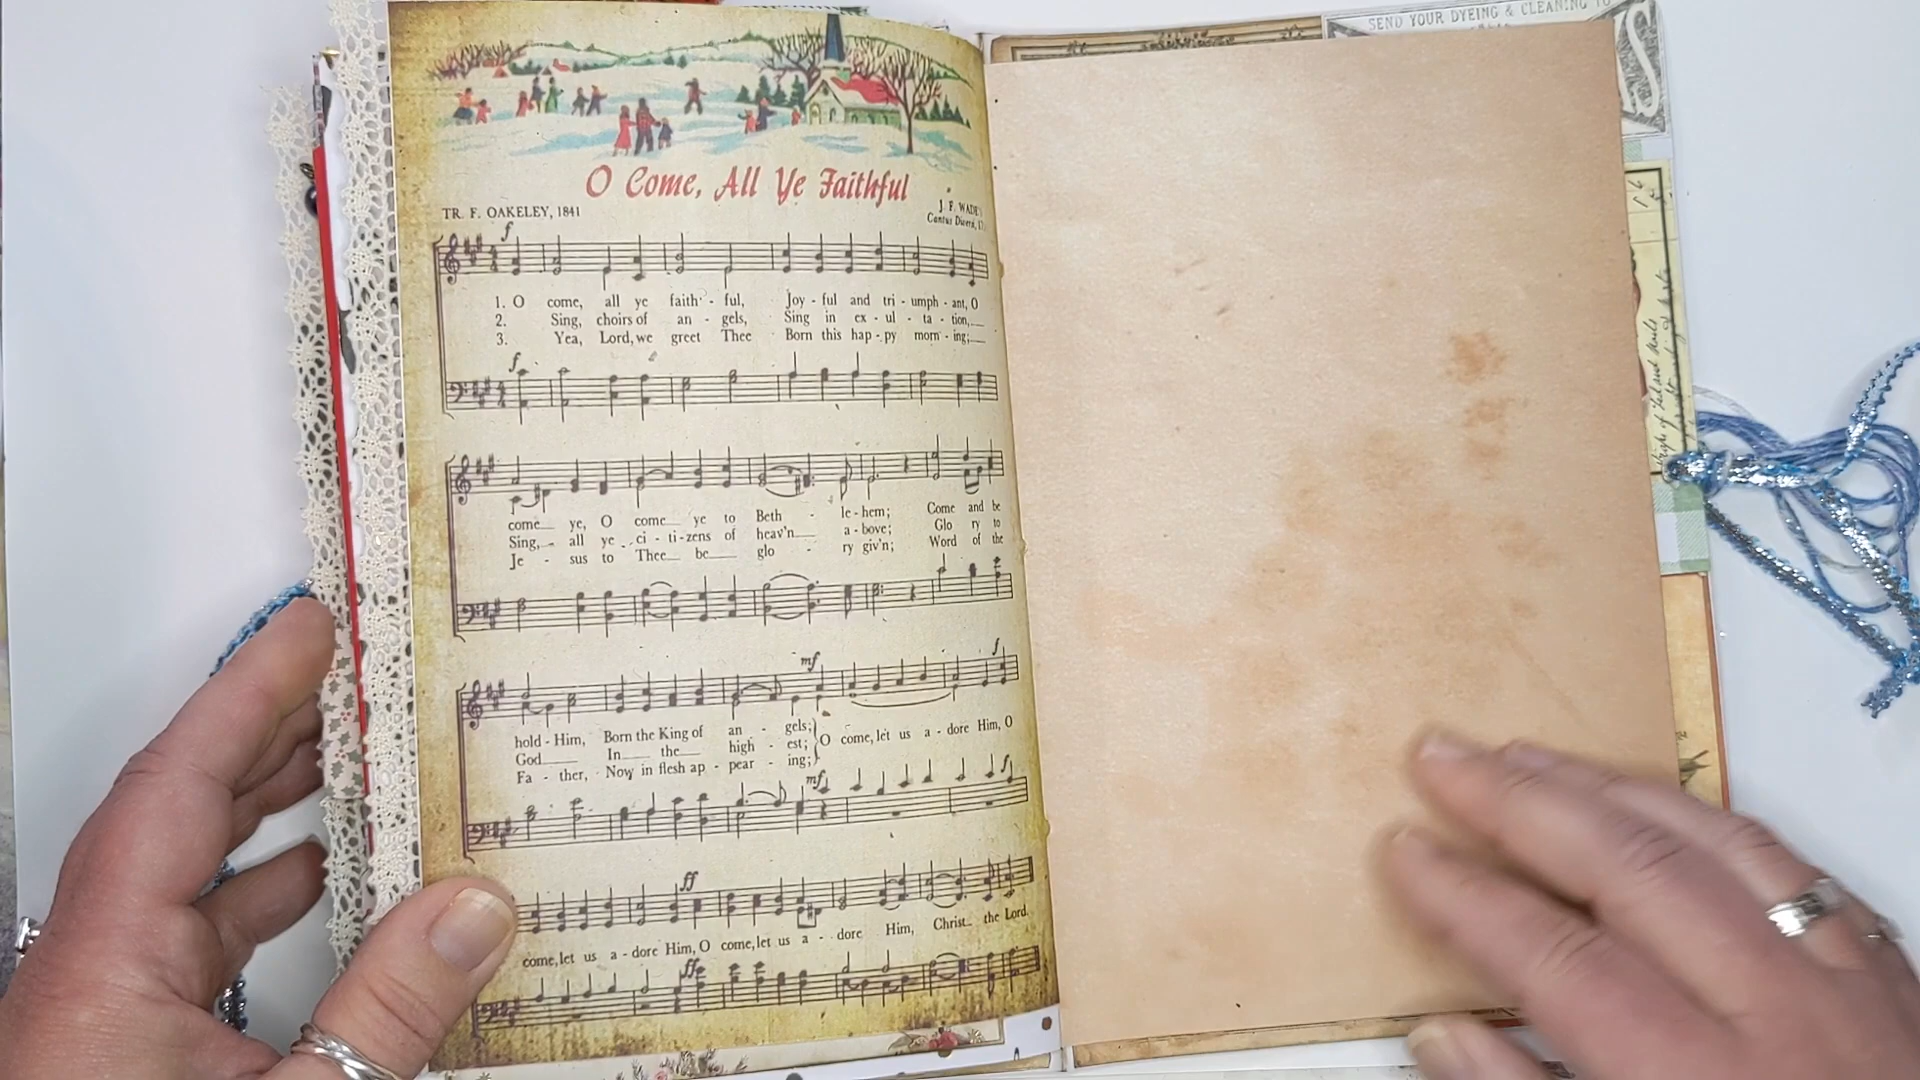 SEND YOUR DYEING & CLEANING TO
O Come, All Ye Faithful
TR. F. OAKELEY, 1841
J. F. WADE
Cantus Diversi,
f
1. O come, all ye faith - ful, Joy - ful and tri - umph - ant, O
2. Sing, choirs of an - gels, Sing in ex - ul - ta - tion,
3. Yea, Lord, we greet Thee Born this hap - py morn - ing;
f
come ye, O come ye to Beth - le - hem; Come and be
Sing, all ye ci - ti - zens of heav'n a - bove; Glo ry to
Je - sus to Thee be glo - ry giv'n; Word of the
mf f
hold - Him, Born the King of an - gels; O come, let us a - dore Him, O
God In the high - est;
Fa - ther, Now in flesh ap - pear - ing;
mf f
ff
come, let us a - dore Him, O come, let us a - dore Him, Christ the Lord.
ff